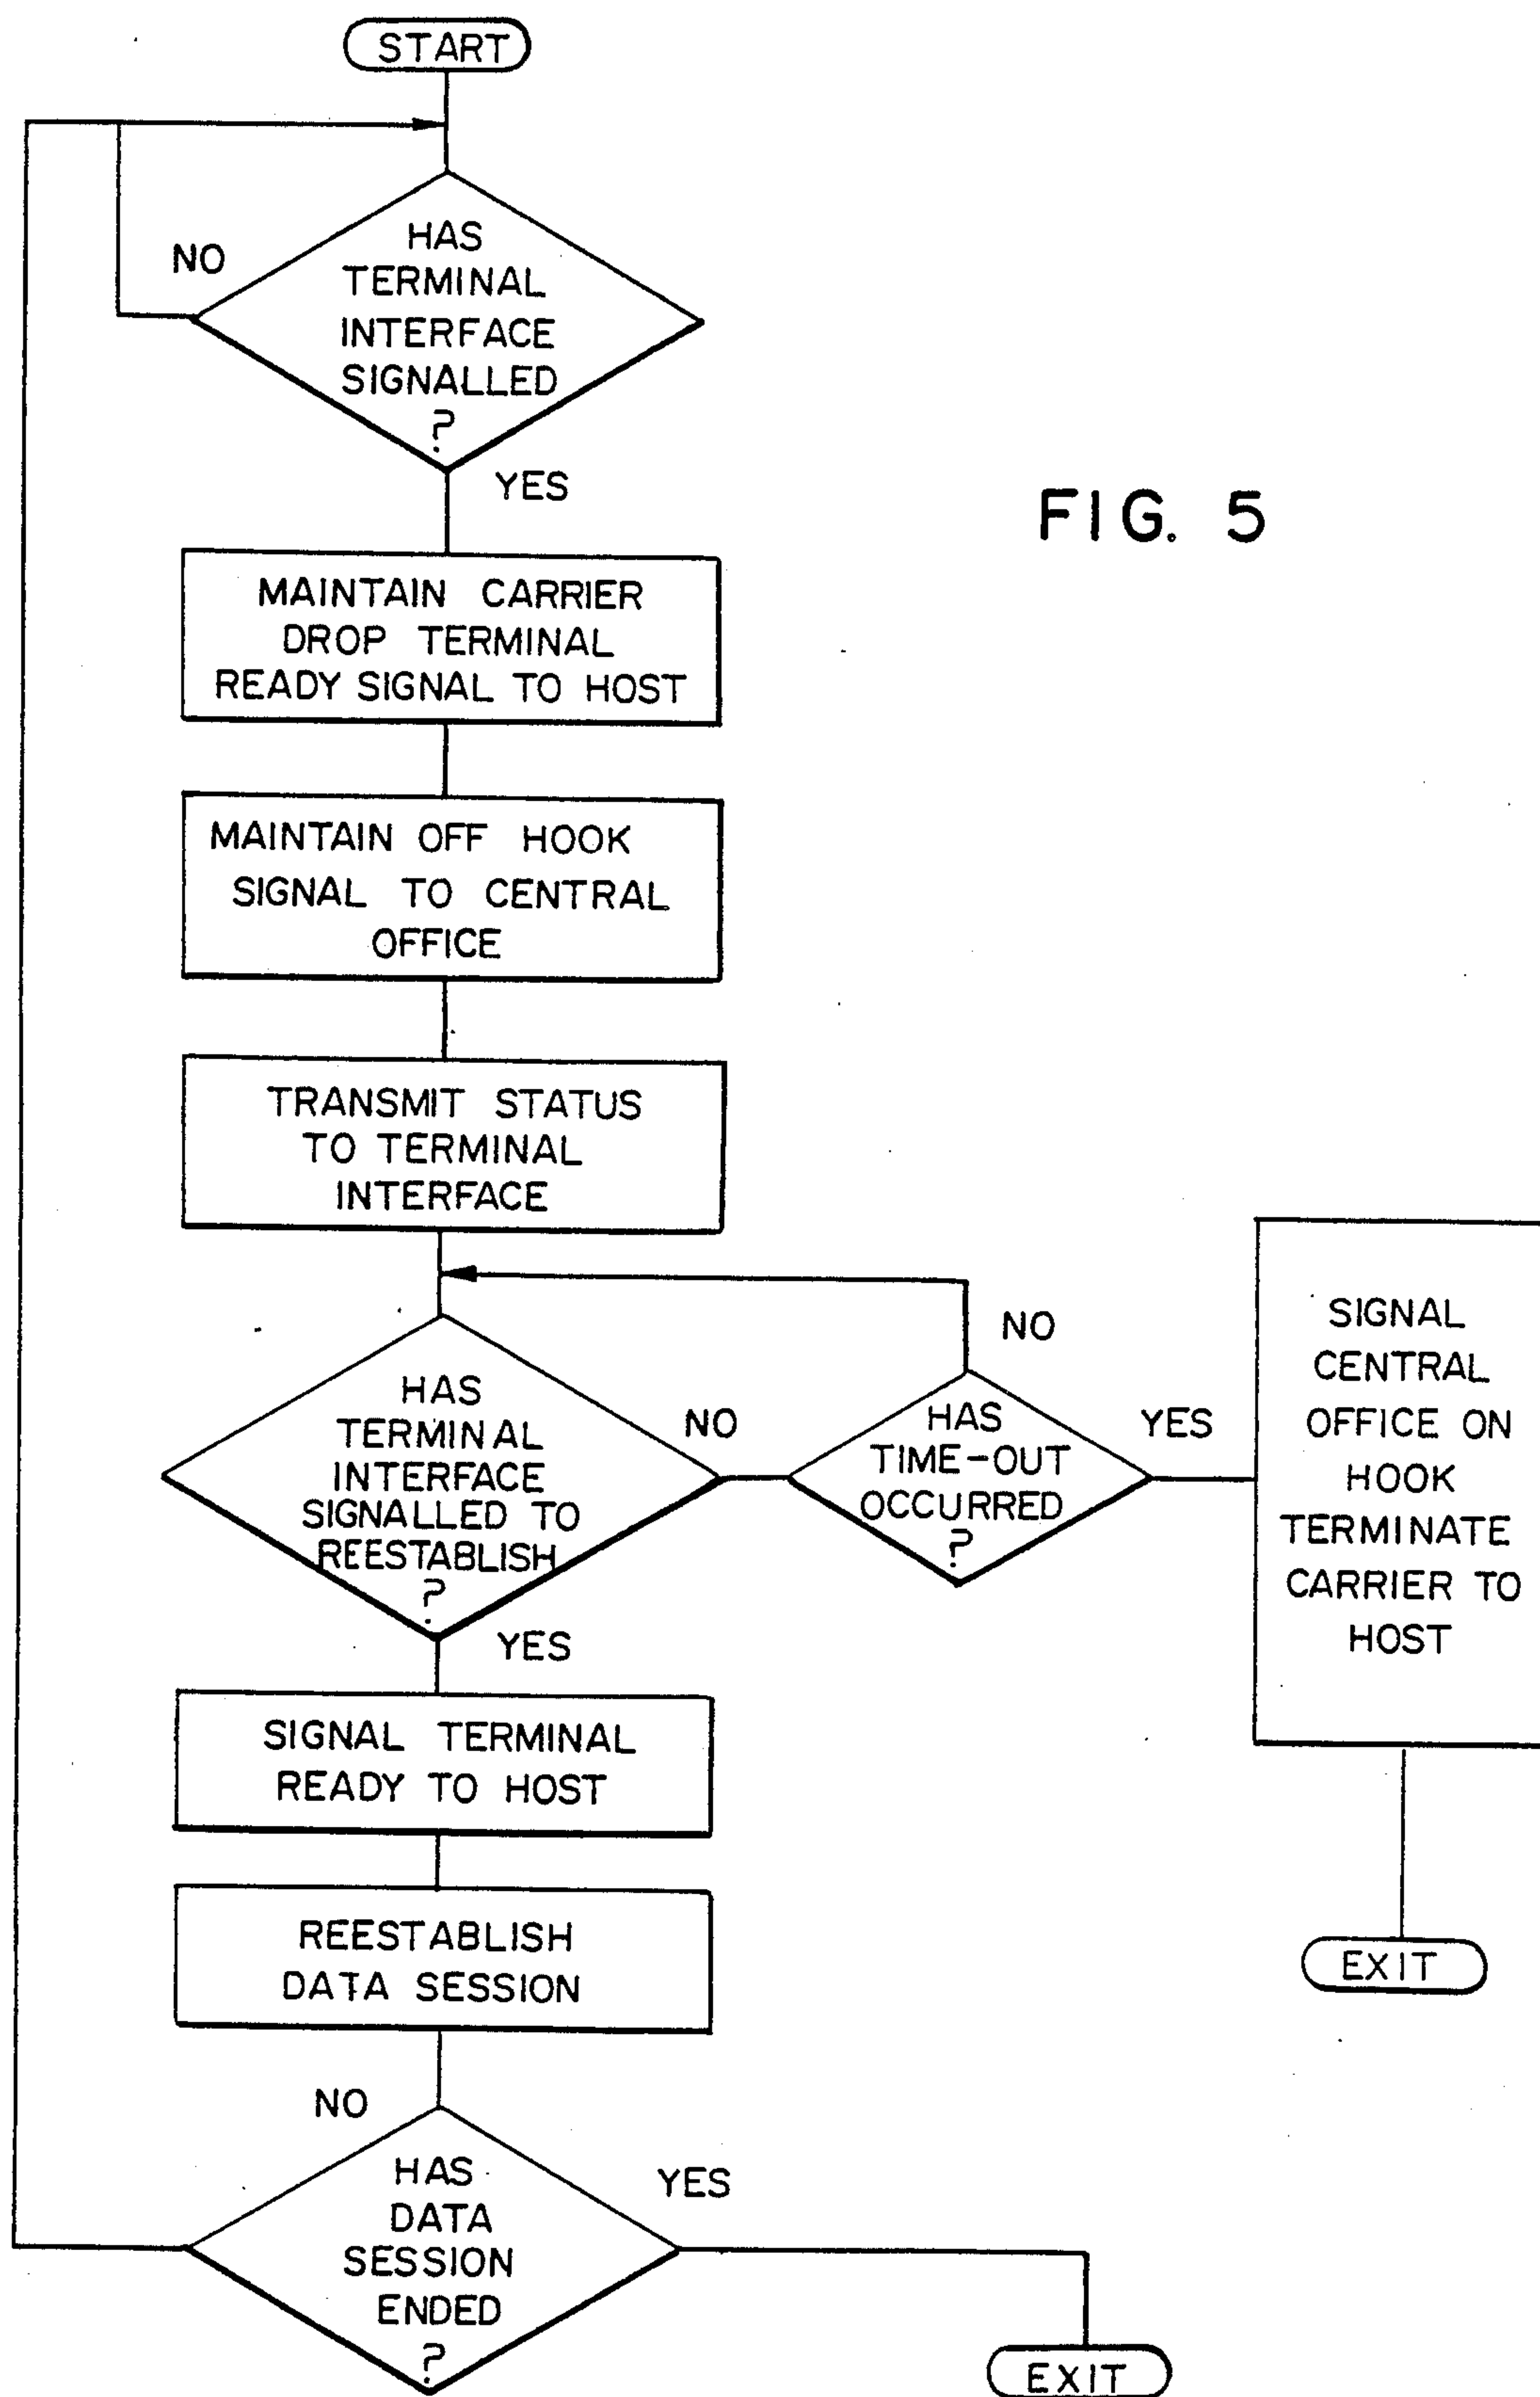 START
NO
HAS
TERMINAL
INTERFACE
SIGNALLED
?
YES
FIG. 5
MAINTAIN CARRIER
DROP TERMINAL
READY SIGNAL TO HOST
MAINTAIN OFF HOOK
SIGNAL TO CENTRAL
OFFICE
TRANSMIT STATUS
TO TERMINAL
INTERFACE
HAS
TERMINAL
INTERFACE
SIGNALLED TO
REESTABLISH
?
NO
YES
HAS
TIME-OUT
OCCURRED
?
NO
YES
SIGNAL
CENTRAL
OFFICE ON
HOOK
TERMINATE
CARRIER TO
HOST
EXIT
SIGNAL TERMINAL
READY TO HOST
REESTABLISH
DATA SESSION
NO
HAS
DATA
SESSION
ENDED
?
YES
EXIT